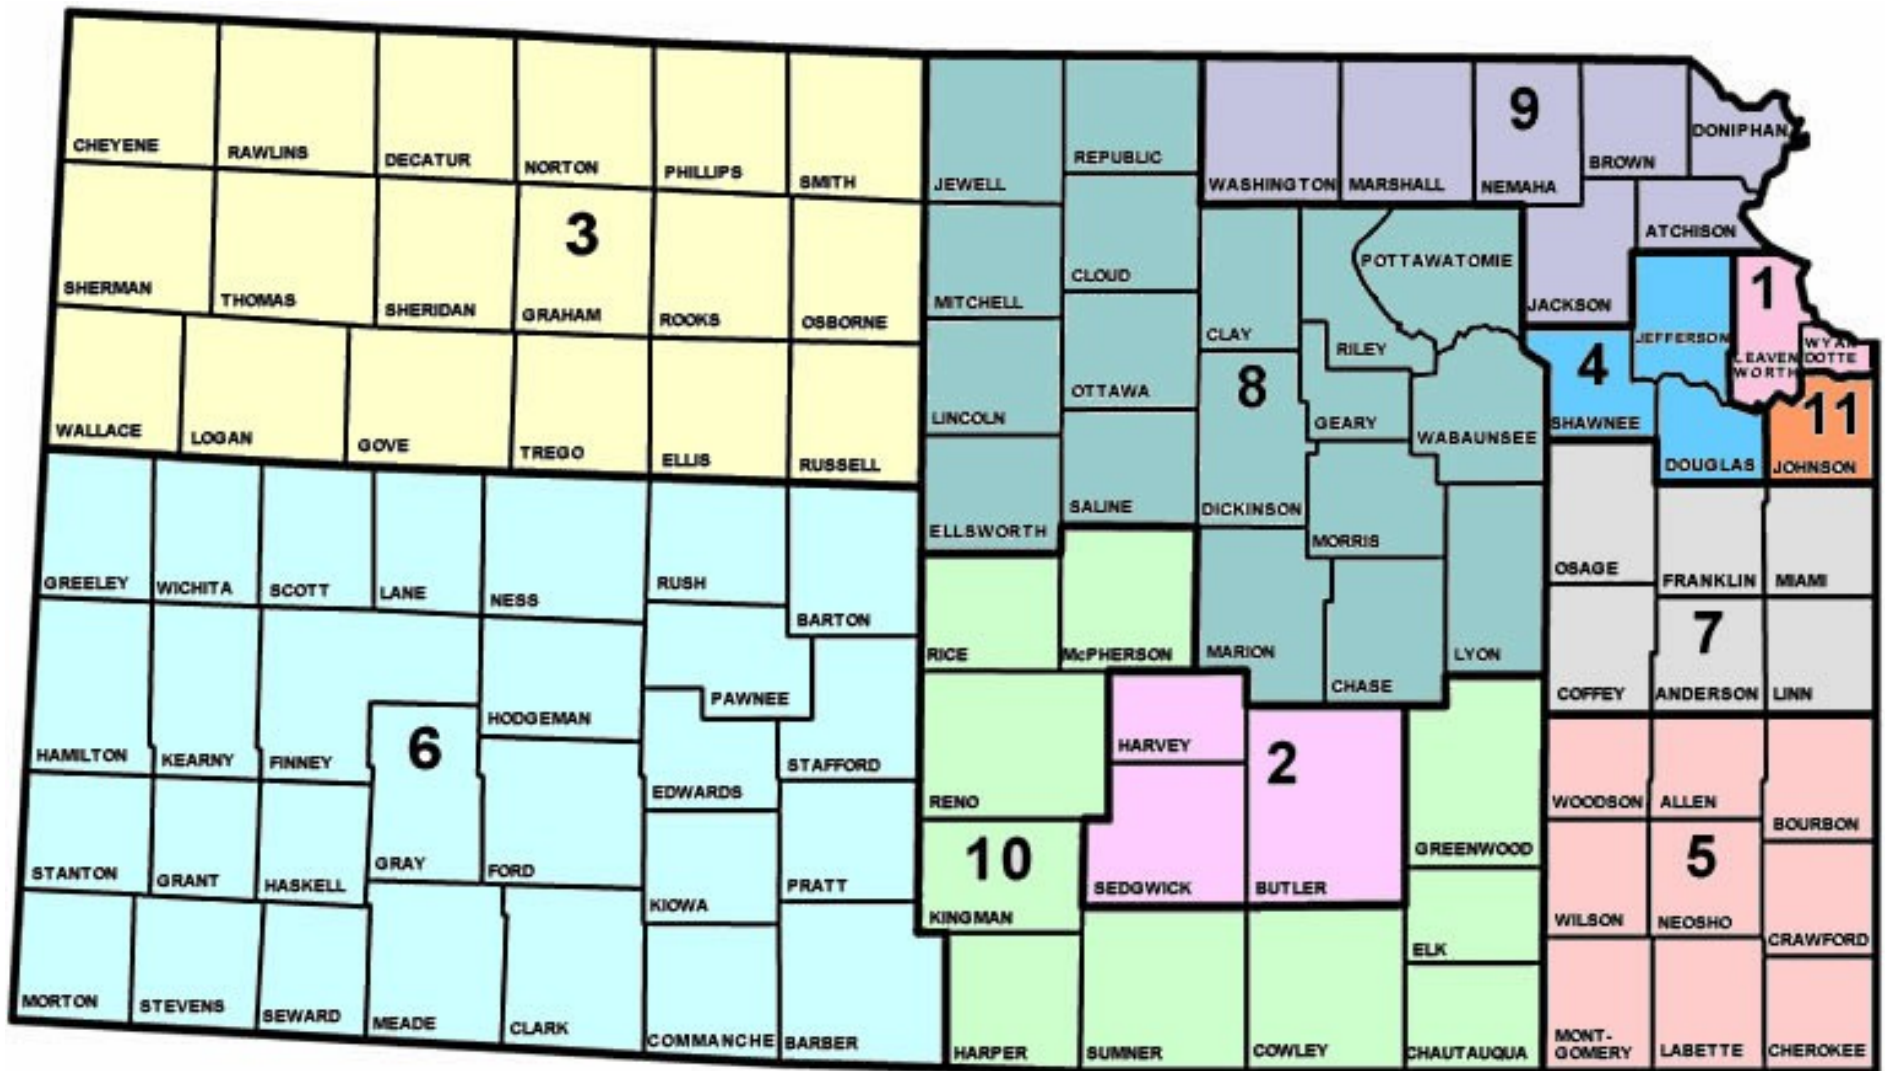 CHEYENE
RAWLINS
DECATUR
NORTON
PHILLIPS
SMITH
JEWELL
REPUBLIC
WASHINGTON
MARSHALL
9
NEMAHA
BROWN
DONIPHAN
SHERMAN
THOMAS
SHERIDAN
3
GRAHAM
ROOKS
OSBORNE
MITCHELL
CLOUD
CLAY
RILEY
POTTAWATOMIE
JACKSON
ATCHISON
JEFFERSON
1
LEAVEN
WORTH
WYAN
DOTTE
WALLACE
LOGAN
GOVE
TREGO
ELLIS
RUSSELL
LINCOLN
OTTAWA
8
DICKINSON
GEARY
WABAUNSEE
4
SHAWNEE
DOUGLAS
11
JOHNSON
GREELEY
WICHITA
SCOTT
LANE
NESS
RUSH
BARTON
ELLSWORTH
SALINE
MORRIS
OSAGE
FRANKLIN
MIAMI
HAMILTON
KEARNY
FINNEY
HODGEMAN
PAWNEE
STAFFORD
RICE
McPHERSON
MARION
CHASE
LYON
COFFEY
7
ANDERSON
LINN
6
GRAY
FORD
EDWARDS
RENO
HARVEY
2
BUTLER
GREENWOOD
WOODSON
ALLEN
BOURBON
STANTON
GRANT
HASKELL
KIOWA
PRATT
10
KINGMAN
SEDGWICK
ELK
WILSON
5
NEOSHO
CRAWFORD
MORTON
STEVENS
SEWARD
MEADE
CLARK
COMMANCHE
BARBER
HARPER
SUMNER
COWLEY
CHAUTAUQUA
MONT-
GOMERY
LABETTE
CHEROKEE